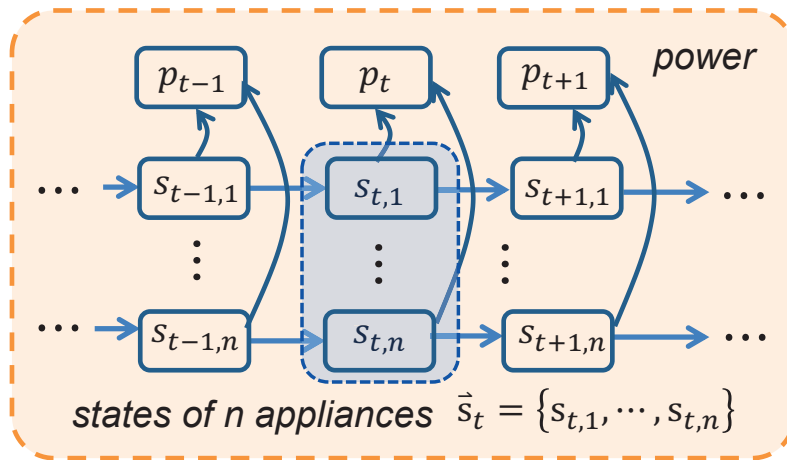 power
p_{t−1} p_t p_{t+1}
⋯ s_{t−1,1} s_{t,1} s_{t+1,1} ⋯
⋮ ⋮ ⋮
⋯ s_{t−1,n} s_{t,n} s_{t+1,n} ⋯
states of n appliances s⃗_t = {s_{t,1}, ⋯, s_{t,n}}